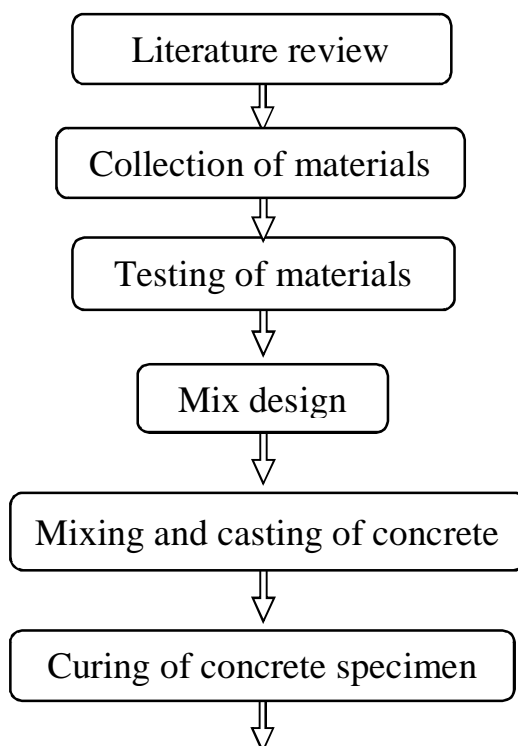 Literature review
Collection of materials
Testing of materials
Mix design
Mixing and casting of concrete
Curing of concrete specimen